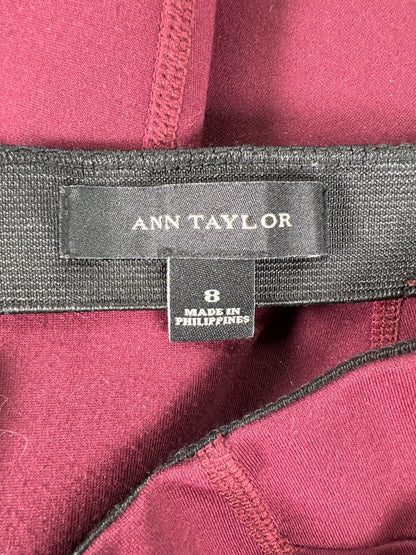 ANN TAYLOR
8
MADE IN
PHILIPPINES